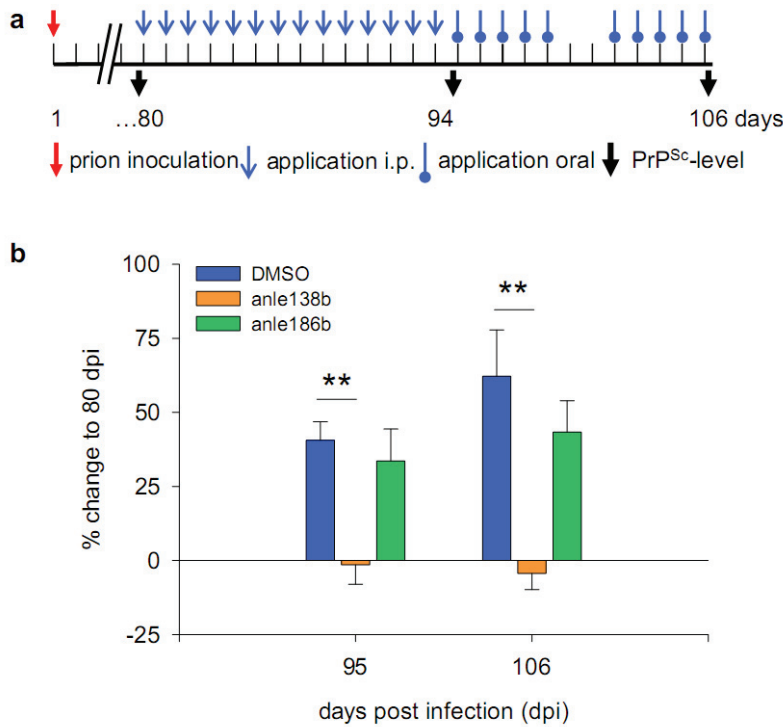 a
1 ...80 94 106 days
prion inoculation application i.p. application oral PrPSc-level
b
100
75
50
25
0
-25
% change to 80 dpi
DMSO
anle138b
anle186b
**
**
95 106
days post infection (dpi)